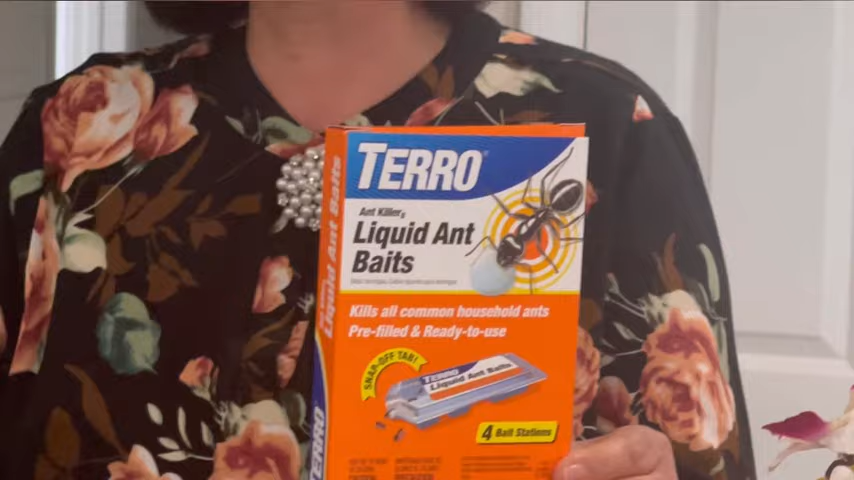 TERRO®
Ant Killer
Liquid Ant
Baits
Kills all common household ants
Pre-filled & Ready-to-use
SNAP-OFF TAB!
TERRO
Liquid Ant Baits
4 Bait Stations
Liquid Ant Baits
TERRO